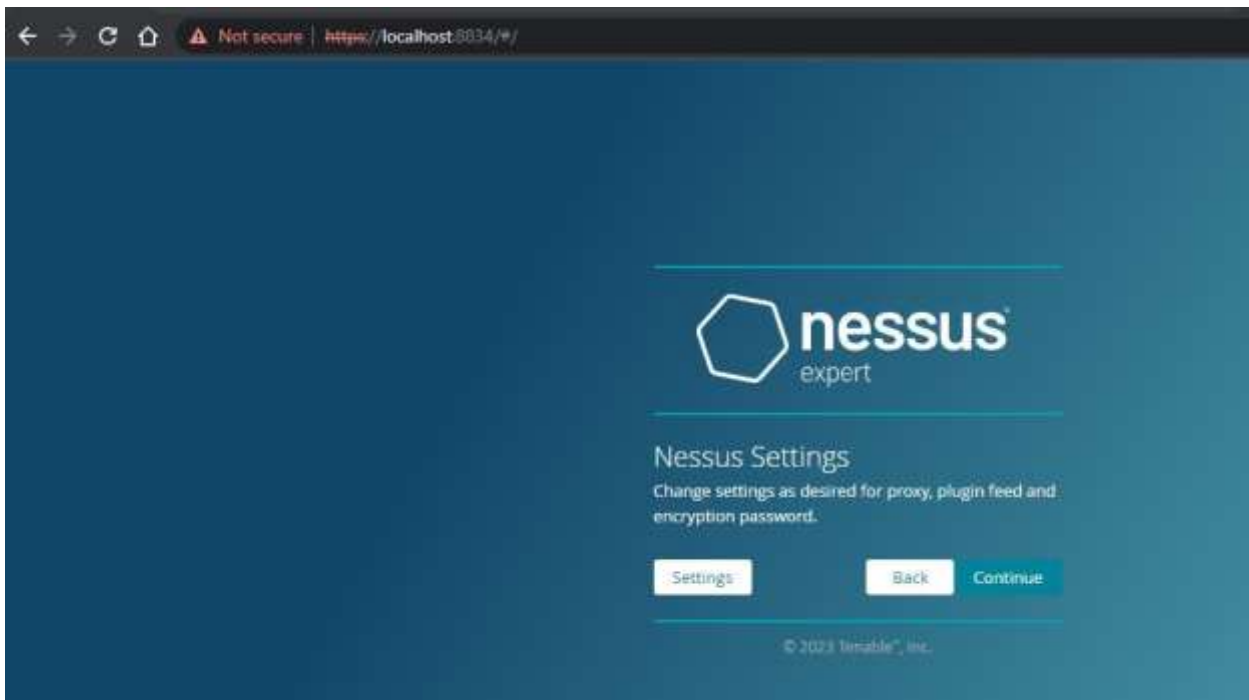 Not secure | https://localhost:8834/#/
nessus
expert
Nessus Settings
Change settings as desired for proxy, plugin feed and
encryption password.
Settings
Back
Continue
© 2023 Tenable™, Inc.